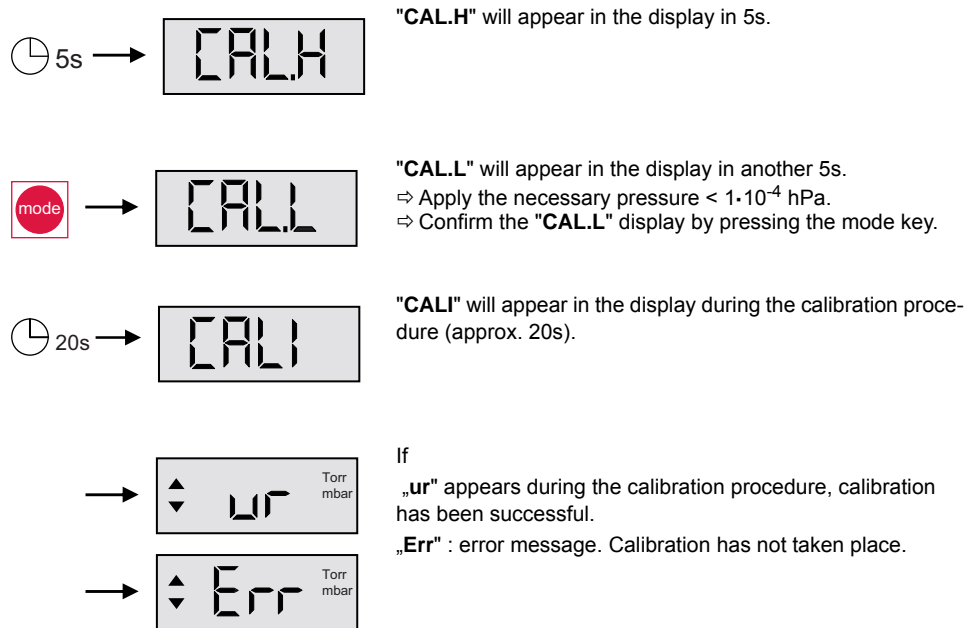 5s
CAL.H
"CAL.H" will appear in the display in 5s.
mode
CAL.L
"CAL.L" will appear in the display in another 5s.
⇨ Apply the necessary pressure < 1·10⁻⁴ hPa.
⇨ Confirm the "CAL.L" display by pressing the mode key.
20s
CALI
"CALI" will appear in the display during the calibration proce-
dure (approx. 20s).
ur
Torr
mbar
If
„ur" appears during the calibration procedure, calibration
has been successful.
Err
Torr
mbar
„Err" : error message. Calibration has not taken place.